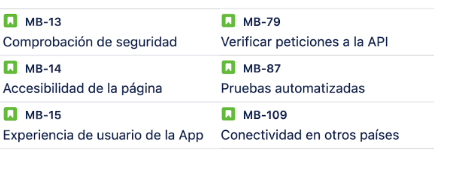 MB-13
Comprobación de seguridad
MB-14
Accesibilidad de la página
MB-15
Experiencia de usuario de la App
MB-79
Verificar peticiones a la API
MB-87
Pruebas automatizadas
MB-109
Conectividad en otros países